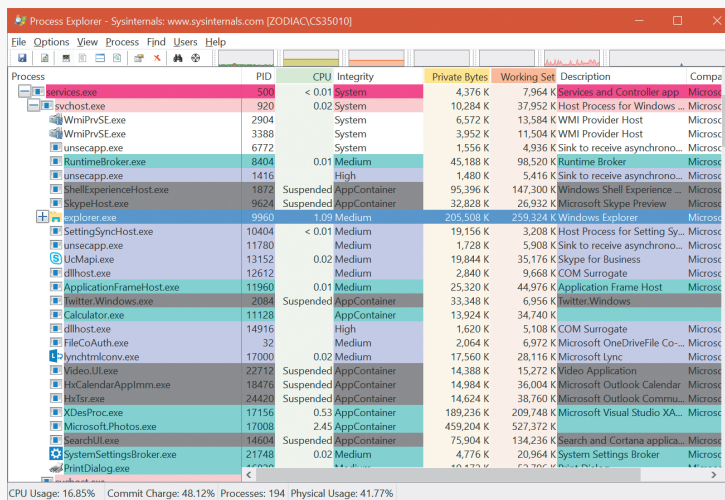 Process Explorer - Sysinternals: www.sysinternals.com [ZODIAC\CS35010]
File Options View Process Find Users Help
Process PID CPU Integrity Private Bytes Working Set Description Compa
services.exe 500 < 0.01 System 4,376 K 7,964 K Services and Controller app Microsc
svchost.exe 920 0.02 System 10,284 K 37,952 K Host Process for Windows ... Microsc
WmiPrvSE.exe 2904 System 6,572 K 13,584 K WMI Provider Host Microsc
WmiPrvSE.exe 3388 System 3,952 K 11,504 K WMI Provider Host Microsc
unsecapp.exe 6772 System 1,556 K 4,936 K Sink to receive asynchrono... Microsc
RuntimeBroker.exe 8404 0.01 Medium 45,188 K 98,520 K Runtime Broker Microsc
unsecapp.exe 1416 High 1,480 K 5,416 K Sink to receive asynchrono... Microsc
ShellExperienceHost.exe 1872 Suspended AppContainer 95,396 K 147,300 K Windows Shell Experience ... Microsc
SkypeHost.exe 9624 Suspended AppContainer 32,828 K 26,932 K Microsoft Skype Preview Microsc
explorer.exe 9960 1.09 Medium 205,508 K 259,324 K Windows Explorer Microsc
SettingSyncHost.exe 10404 < 0.01 Medium 19,156 K 3,208 K Host Process for Setting Sy... Microsc
unsecapp.exe 11780 Medium 1,728 K 5,908 K Sink to receive asynchrono... Microsc
UcMapi.exe 13152 0.02 Medium 19,844 K 35,176 K Skype for Business Microsc
dllhost.exe 12612 Medium 2,840 K 9,668 K COM Surrogate Microsc
ApplicationFrameHost.exe 11960 0.01 Medium 25,320 K 44,976 K Application Frame Host Microsc
Twitter.Windows.exe 2084 Suspended AppContainer 33,348 K 6,956 K Twitter.Windows
Calculator.exe 11128 AppContainer 13,924 K 34,740 K
dllhost.exe 14916 High 1,620 K 5,108 K COM Surrogate Microsc
FileCoAuth.exe 32 Medium 2,064 K 6,972 K Microsoft OneDriveFile Co-... Microsc
lynchtmlconv.exe 17000 0.02 Medium 17,560 K 28,116 K Microsoft Lync Microsc
Video.UI.exe 22712 Suspended AppContainer 14,388 K 15,272 K Video Application Microsc
HxCalendarAppImm.exe 18476 Suspended AppContainer 14,984 K 36,004 K Microsoft Outlook Calendar Microsc
HxTsr.exe 24420 Suspended AppContainer 14,624 K 38,760 K Microsoft Outlook Commu... Microsc
XDesProc.exe 17156 0.53 AppContainer 189,236 K 209,748 K Microsoft Visual Studio XA... Microsc
Microsoft.Photos.exe 17008 2.45 AppContainer 459,204 K 527,372 K
SearchUI.exe 14604 Suspended AppContainer 75,904 K 134,236 K Search and Cortana applica... Microsc
SystemSettingsBroker.exe 21748 0.02 Medium 4,776 K 20,964 K System Settings Broker Microsc
PrintDialog.exe Medium Print Dialog Microsc
svchost.exe
CPU Usage: 16.85% Commit Charge: 48.12% Processes: 194 Physical Usage: 41.77%